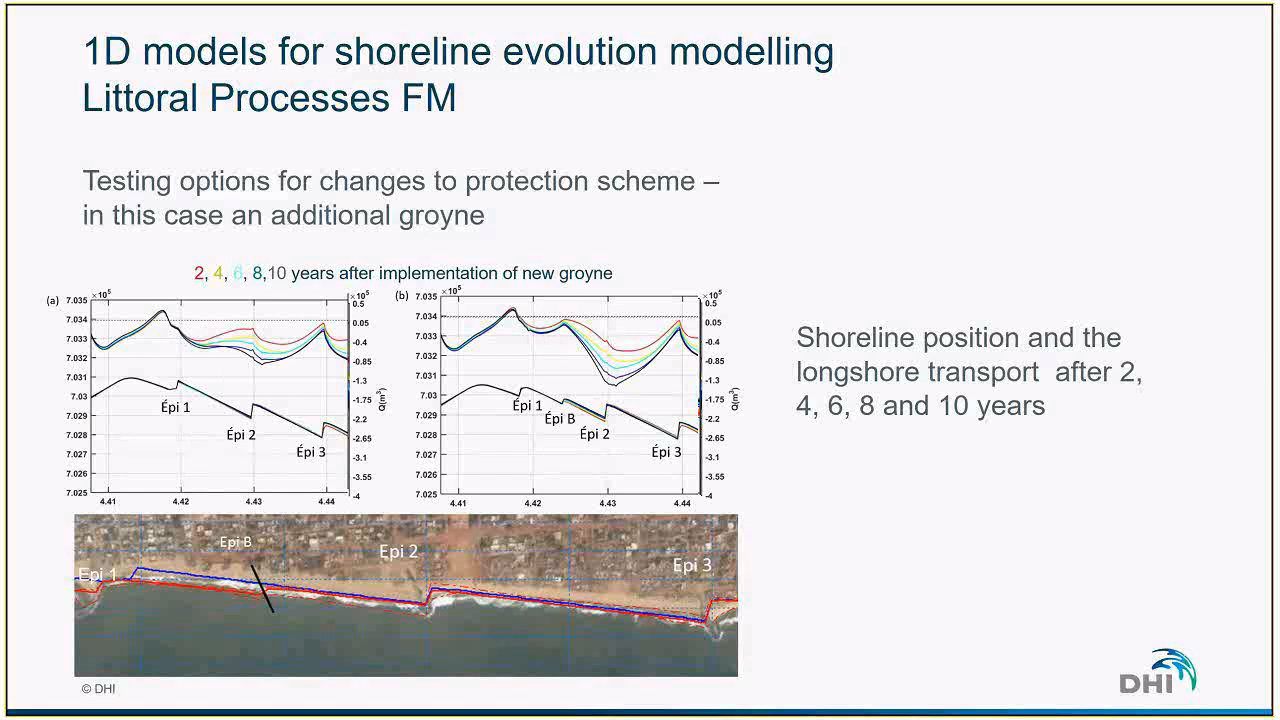 1D models for shoreline evolution modelling
Littoral Processes FM
Testing options for changes to protection scheme –
in this case an additional groyne
2, 4, 6, 8,10 years after implementation of new groyne
(a)
×10⁵
7.035
7.034
7.033
7.032
7.031
7.03
7.029
7.028
7.027
7.026
7.025
4.41
4.42
4.43
4.44
×10⁵
0.5
0.05
-0.4
-0.85
-1.3
-1.75
-2.2
-2.65
-3.1
-3.55
-4
Q(m³)
Épi 1
Épi 2
Épi 3
(b)
×10⁵
7.035
7.034
7.033
7.032
7.031
7.03
7.029
7.028
7.027
7.026
7.025
4.41
4.42
4.43
4.44
×10⁵
0.5
0.05
-0.4
-0.85
-1.3
-1.75
-2.2
-2.65
-3.1
-3.55
-4
Q(m³)
Épi 1
Épi B
Épi 2
Épi 3
Shoreline position and the
longshore transport after 2,
4, 6, 8 and 10 years
Epi 1
Epi B
Epi 2
Epi 3
© DHI
DHI